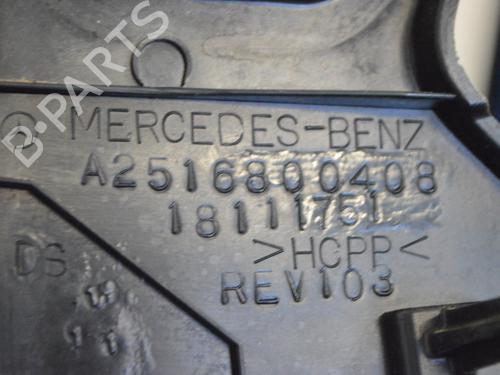 MERCEDES-BENZ
A2516800408
18111751
>HCPP<
DS
REV103
B-PARTS